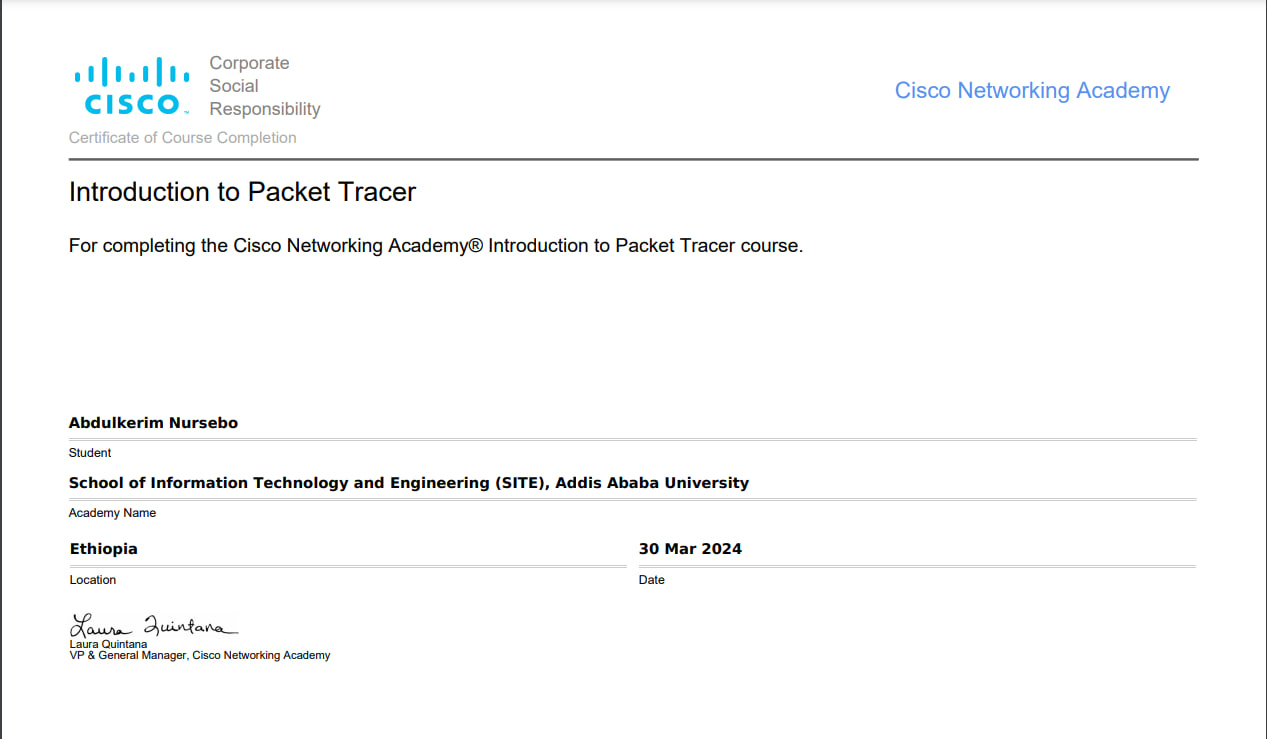 CISCO™
Corporate
Social
Responsibility
Cisco Networking Academy
Certificate of Course Completion
Introduction to Packet Tracer
For completing the Cisco Networking Academy® Introduction to Packet Tracer course.
Abdulkerim Nursebo
Student
School of Information Technology and Engineering (SITE), Addis Ababa University
Academy Name
Ethiopia
Location
30 Mar 2024
Date
Laura Quintana
Laura Quintana
VP & General Manager, Cisco Networking Academy